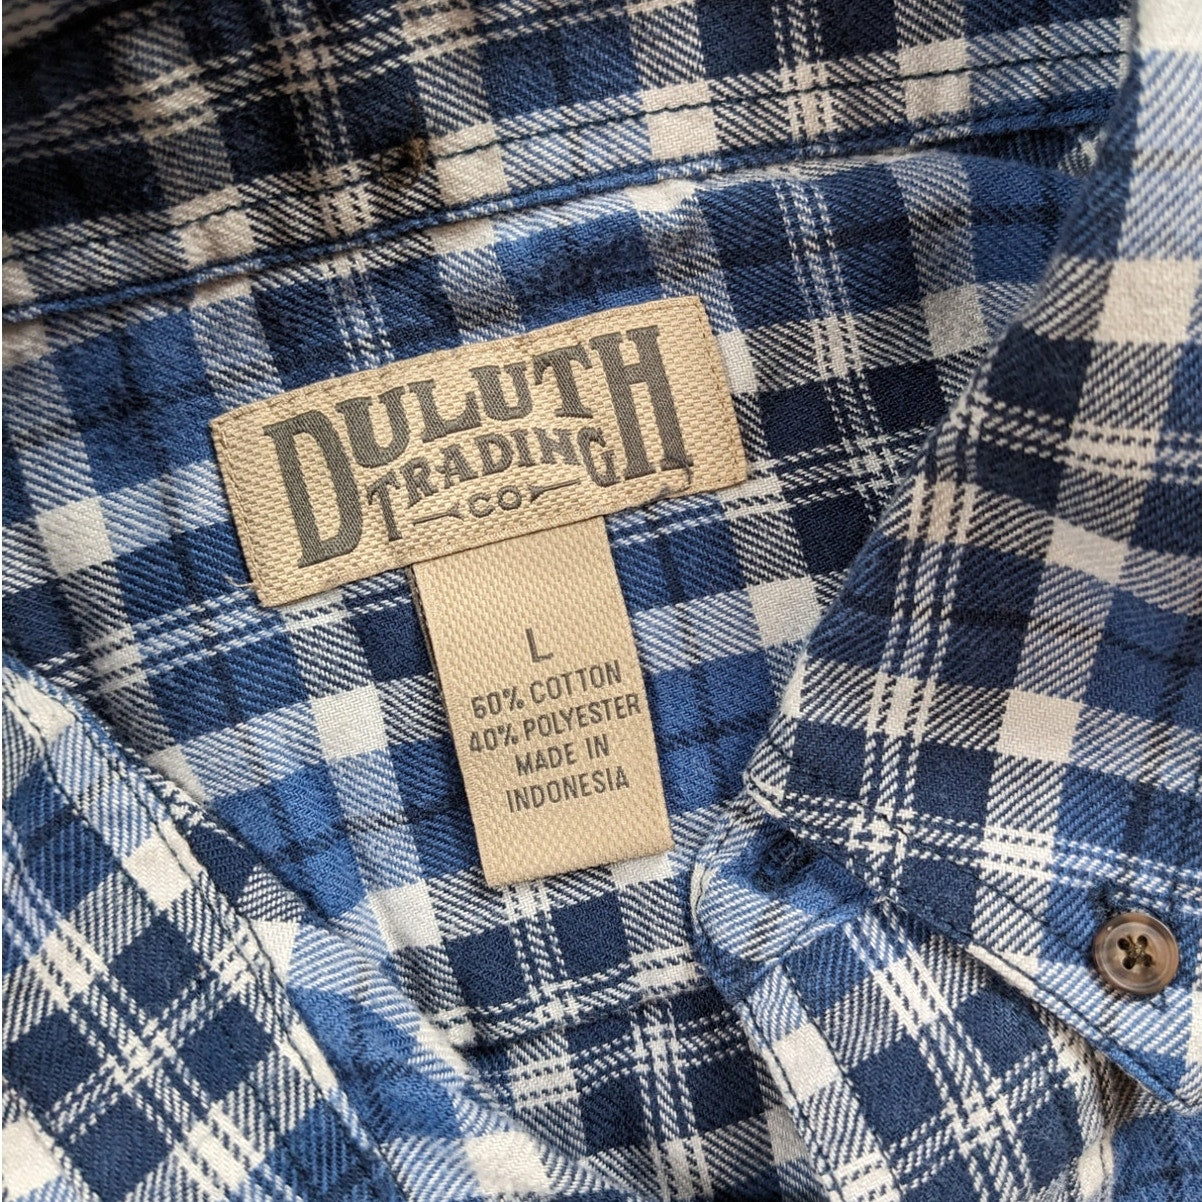 DULUTH
TRADING
CO
L
60% COTTON
40% POLYESTER
MADE IN
INDONESIA